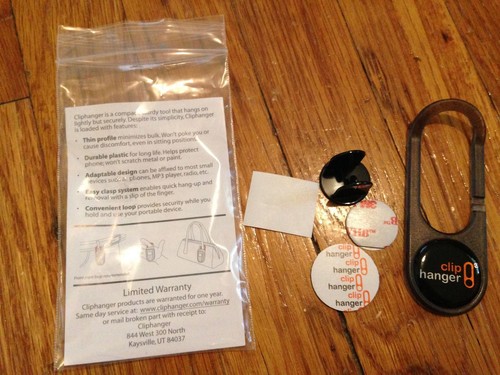 Cliphanger is a compact, sturdy tool that hangs on
lightly but securely. Despite its simplicity, Cliphanger
is loaded with features:
• Thin profile minimizes bulk. Won't poke you or
cause discomfort, even in sitting positions.
• Durable plastic for long life. Helps protect
phone; won't scratch metal or paint.
• Adaptable design can be affixed to most small
devices such as phones, MP3 player, radio, etc.
• Easy clasp system enables quick hang-up and
removal with a slip of the finger.
• Convenient loop provides security while you
hold and use your portable device.
Limited Warranty
Cliphanger products are warranted for one year.
Same day service at: www.cliphanger.com/warranty
or mail broken part with receipt to:
Cliphanger
844 West 300 North
Kaysville, UT 84037
3M
clip
hanger
clip
hanger
clip
hanger
clip
hanger